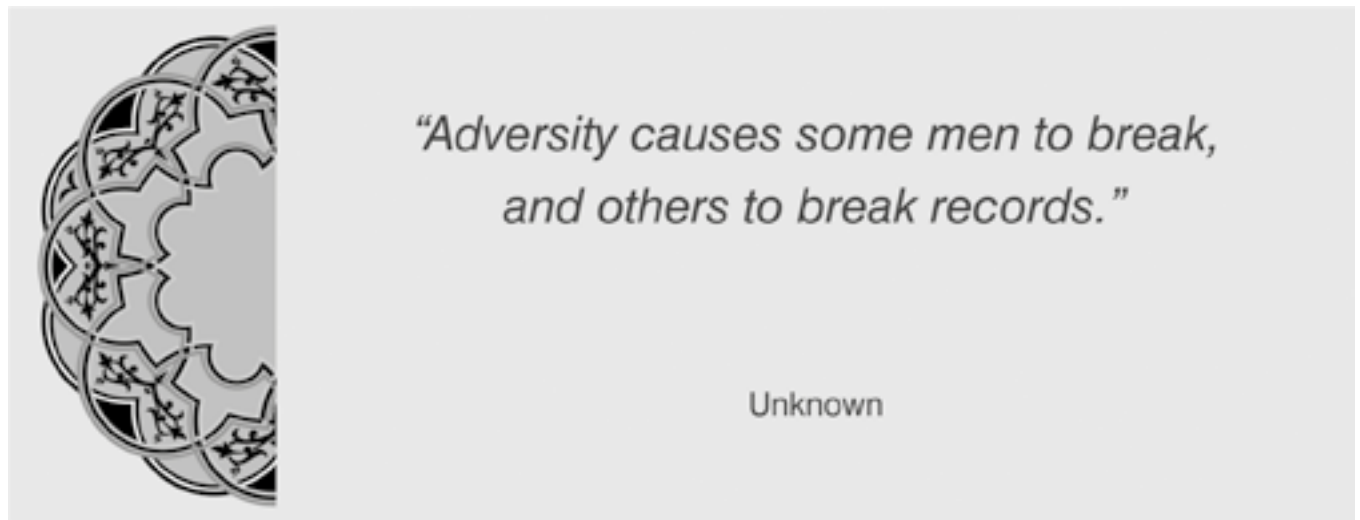 “Adversity causes some men to break,
and others to break records.”
Unknown